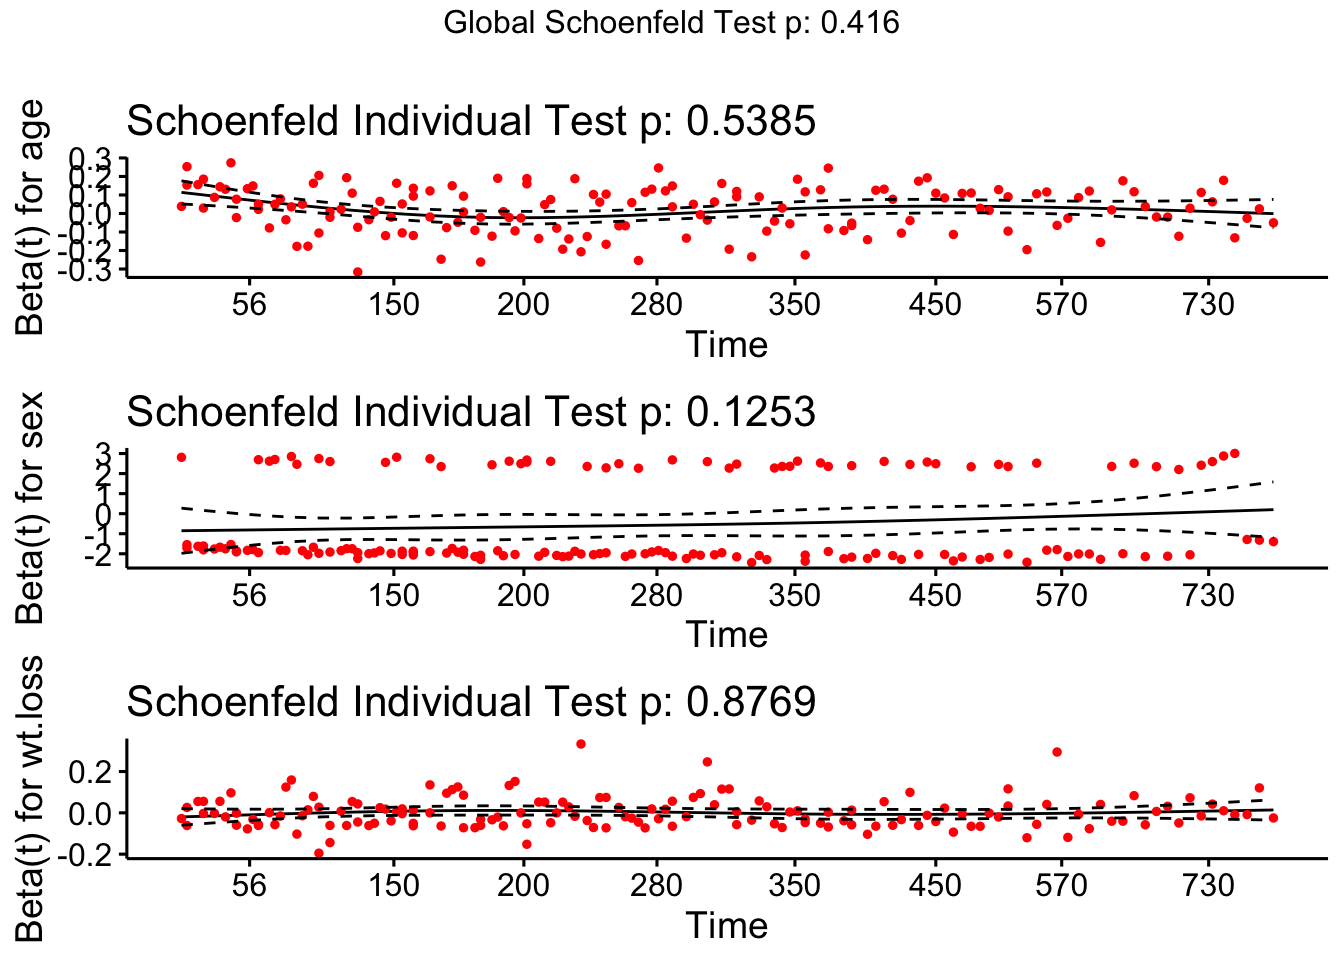 Global Schoenfeld Test p: 0.416
Schoenfeld Individual Test p: 0.5385
Beta(t) for age
0.3
0.2
0.1
0.0
-0.1
-0.2
-0.3
56 150 200 280 350 450 570 730
Time
Schoenfeld Individual Test p: 0.1253
Beta(t) for sex
3
2
1
0
-1
-2
56 150 200 280 350 450 570 730
Time
Schoenfeld Individual Test p: 0.8769
Beta(t) for wt.loss
0.2
0.0
-0.2
56 150 200 280 350 450 570 730
Time